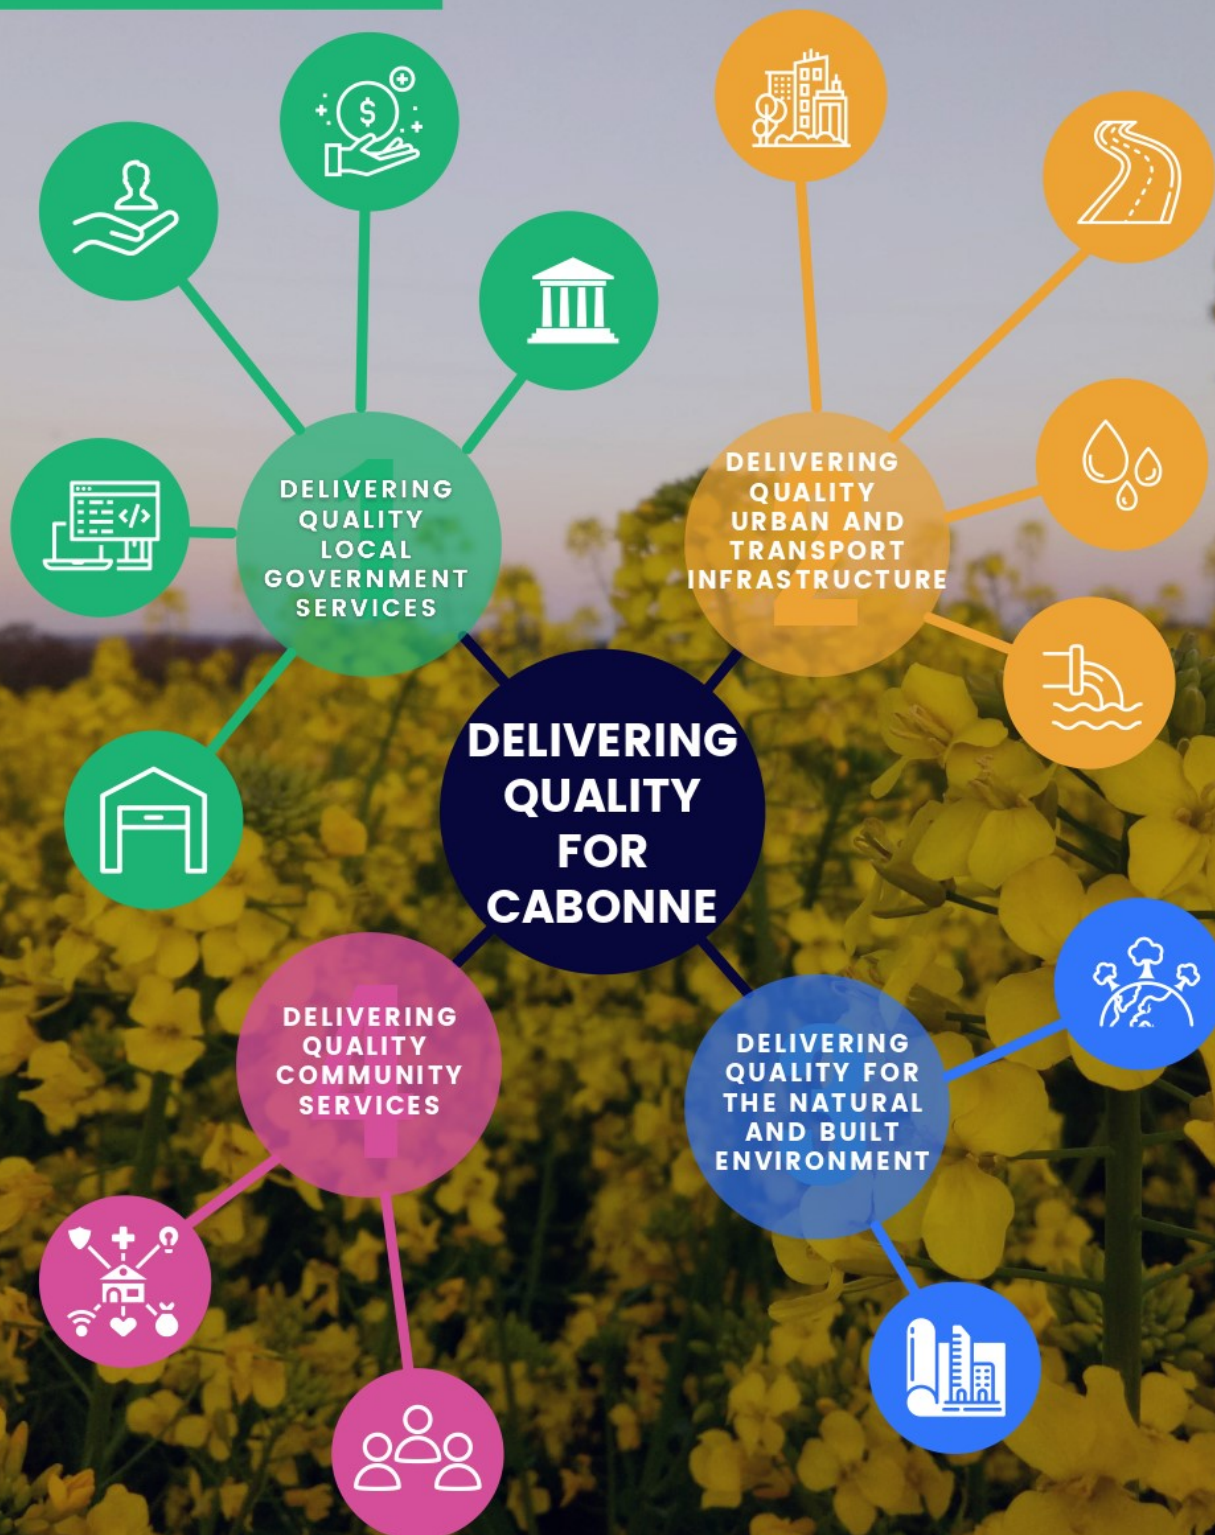 DELIVERING
QUALITY
LOCAL
GOVERNMENT
SERVICES
DELIVERING
QUALITY
URBAN AND
TRANSPORT
INFRASTRUCTURE
DELIVERING
QUALITY
FOR
CABONNE
DELIVERING
QUALITY
COMMUNITY
SERVICES
DELIVERING
QUALITY FOR
THE NATURAL
AND BUILT
ENVIRONMENT